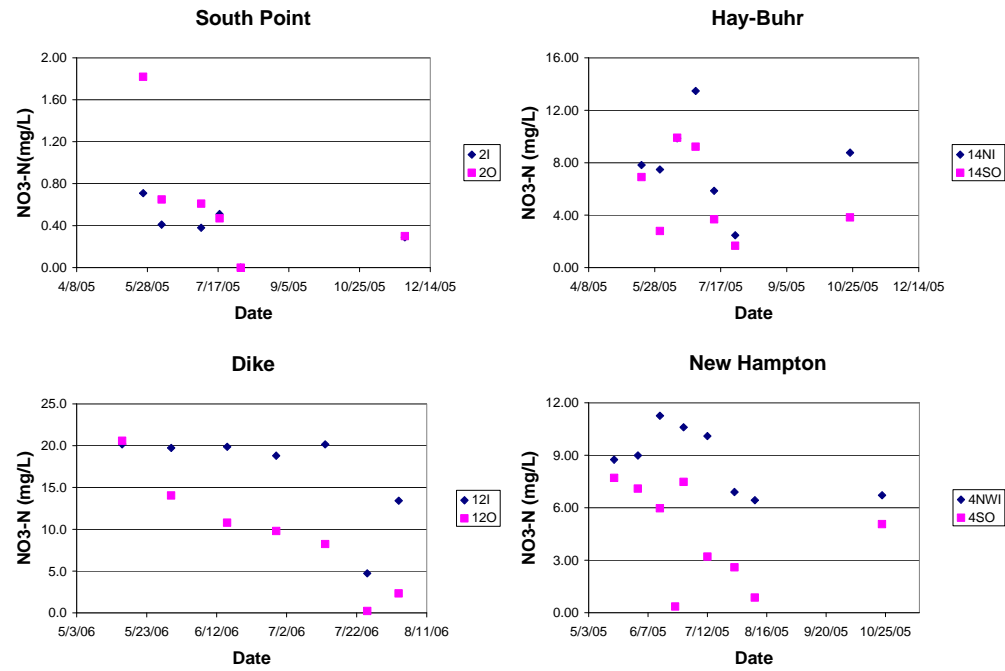 South Point
NO3-N(mg/L)
2.00
1.60
1.20
0.80
0.40
0.00
4/8/05 5/28/05 7/17/05 9/5/05 10/25/05 12/14/05
Date
2I
2O
Hay-Buhr
NO3-N (mg/L)
16.00
12.00
8.00
4.00
0.00
4/8/05 5/28/05 7/17/05 9/5/05 10/25/05 12/14/05
Date
14NI
14SO
Dike
NO3-N (mg/L)
25.0
20.0
15.0
10.0
5.0
0.0
5/3/06 5/23/06 6/12/06 7/2/06 7/22/06 8/11/06
Date
12I
12O
New Hampton
NO3-N (mg/L)
12.00
9.00
6.00
3.00
0.00
5/3/05 6/7/05 7/12/05 8/16/05 9/20/05 10/25/05
Date
4NWI
4SO